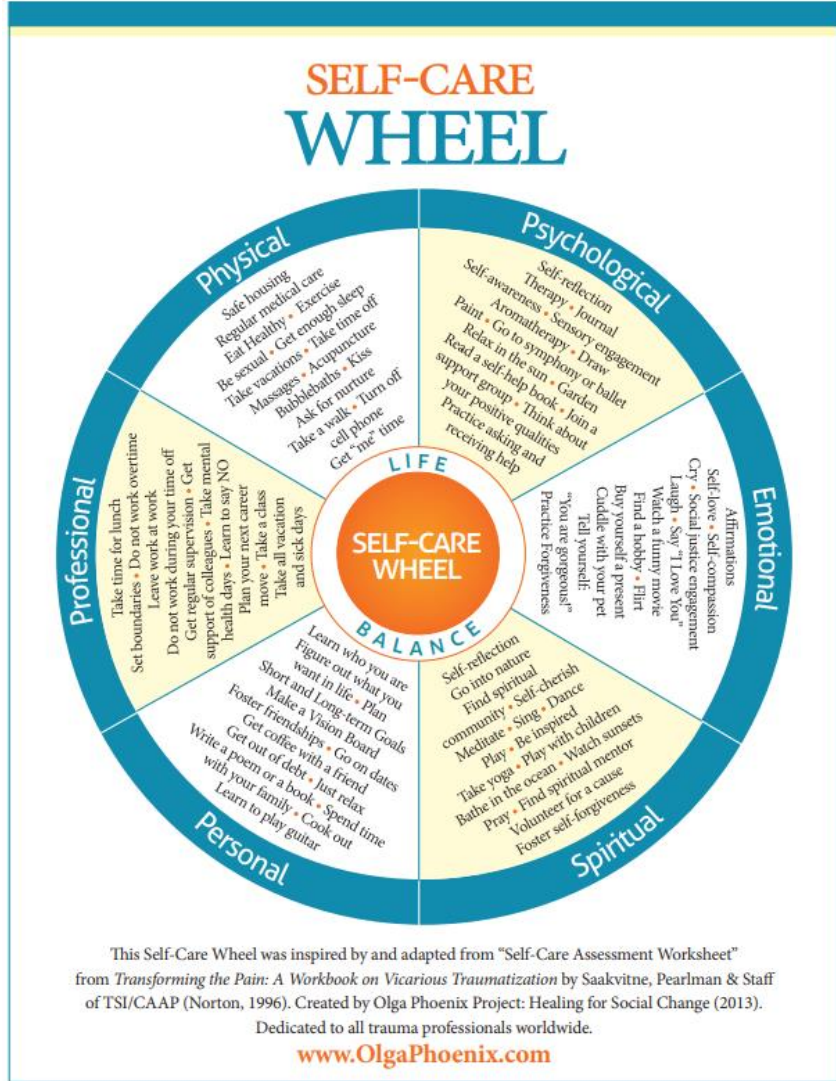 SELF-CARE
WHEEL
Physical
Safe housing
Regular medical care
Eat Healthy • Exercise
Be sexual • Get enough sleep
Take vacations • Take time off
Massages • Acupuncture
Bubblebaths • Kiss
Ask for nurture
Take a walk • Turn off
cell phone
Get "me" time
Psychological
Self-reflection
Therapy • Journal
Self-awareness • Sensory engagement
Aromatherapy • Draw
Paint • Go to symphony or ballet
Relax in the sun • Garden
Read a self-help book • Join a
support group • Think about
your positive qualities
Practice asking and
receiving help
Emotional
Affirmations
Self-love • Self-compassion
Cry • Social justice engagement
Laugh • Say "I Love You"
Watch a funny movie
Find a hobby • Flirt
Buy yourself a present
Cuddle with your pet
Tell yourself:
"You are gorgeous!"
Practice Forgiveness
Spiritual
Self-reflection
Go into nature
Find spiritual
community • Self-cherish
Meditate • Sing • Dance
Play • Be inspired
Take yoga • Play with children
Bathe in the ocean • Watch sunsets
Pray • Find spiritual mentor
Volunteer for a cause
Foster self-forgiveness
Personal
Learn who you are
Figure out what you
want in life • Plan
Short and Long-term Goals
Make a Vision Board
Foster friendships • Go on dates
Get coffee with a friend
Get out of debt • Just relax
Write a poem or a book • Spend time
with your family • Cook out
Learn to play guitar
Professional
Take time for lunch
Set boundaries • Do not work overtime
Leave work at work
Do not work during your time off
Get regular supervision • Get
support of colleagues • Take mental
health days • Learn to say NO
Plan your next career
move • Take a class
Take all vacation
and sick days
LIFE
SELF-CARE
WHEEL
BALANCE
This Self-Care Wheel was inspired by and adapted from "Self-Care Assessment Worksheet"
from Transforming the Pain: A Workbook on Vicarious Traumatization by Saakvitne, Pearlman & Staff
of TSI/CAAP (Norton, 1996). Created by Olga Phoenix Project: Healing for Social Change (2013).
Dedicated to all trauma professionals worldwide.
www.OlgaPhoenix.com